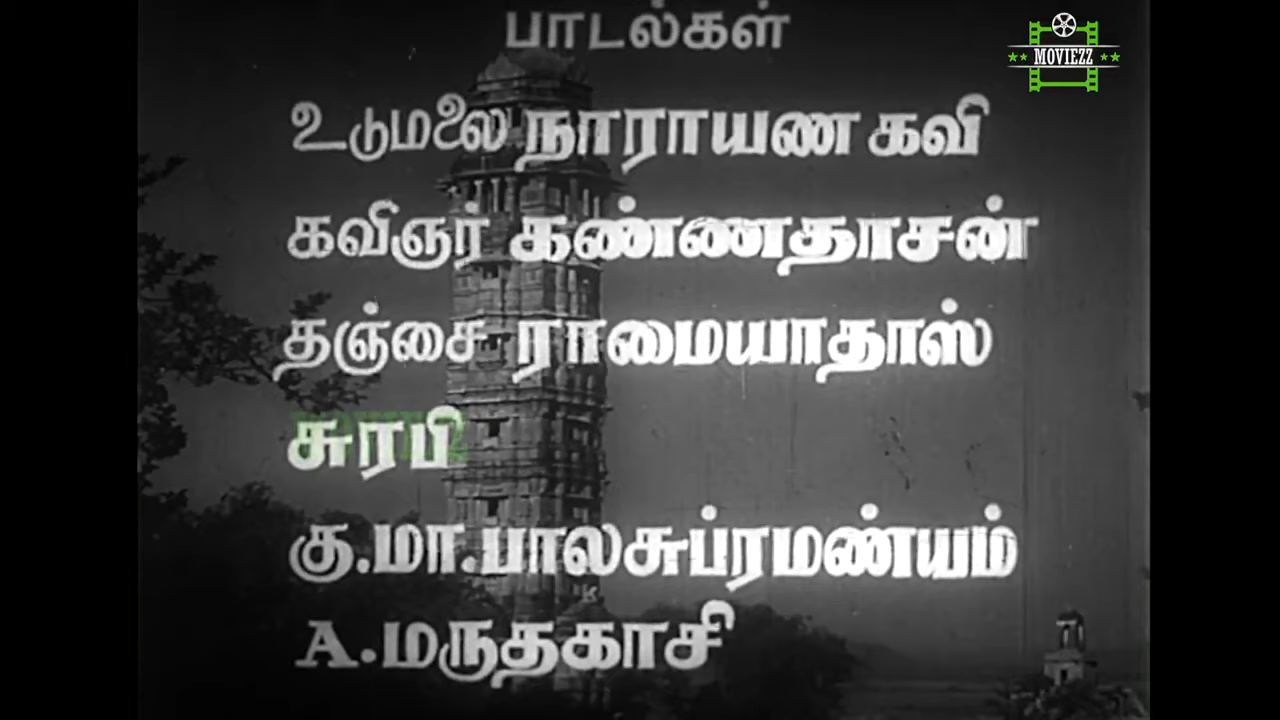 பாடல்கள்
MOVIEZZ
உடுமலை நாராயண கவி
கவிஞர் கண்ணதாசன்
தஞ்சை ராமையாதாஸ்
சுரபி
கு.மா.பாலசுப்ரமண்யம்
A.மருதகாசி